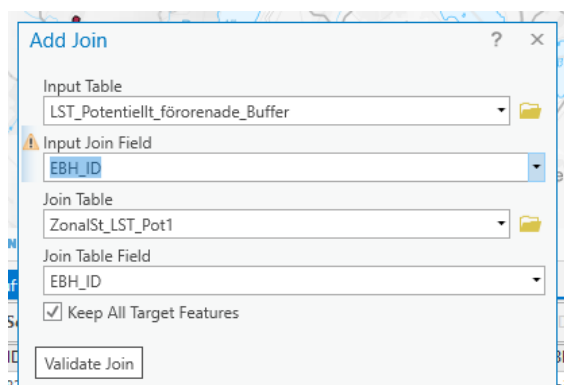 Add Join
Input Table
LST_Potentiellt_förorenade_Buffer
Input Join Field
EBH_ID
Join Table
ZonalSt_LST_Pot1
Join Table Field
EBH_ID
Keep All Target Features
Validate Join